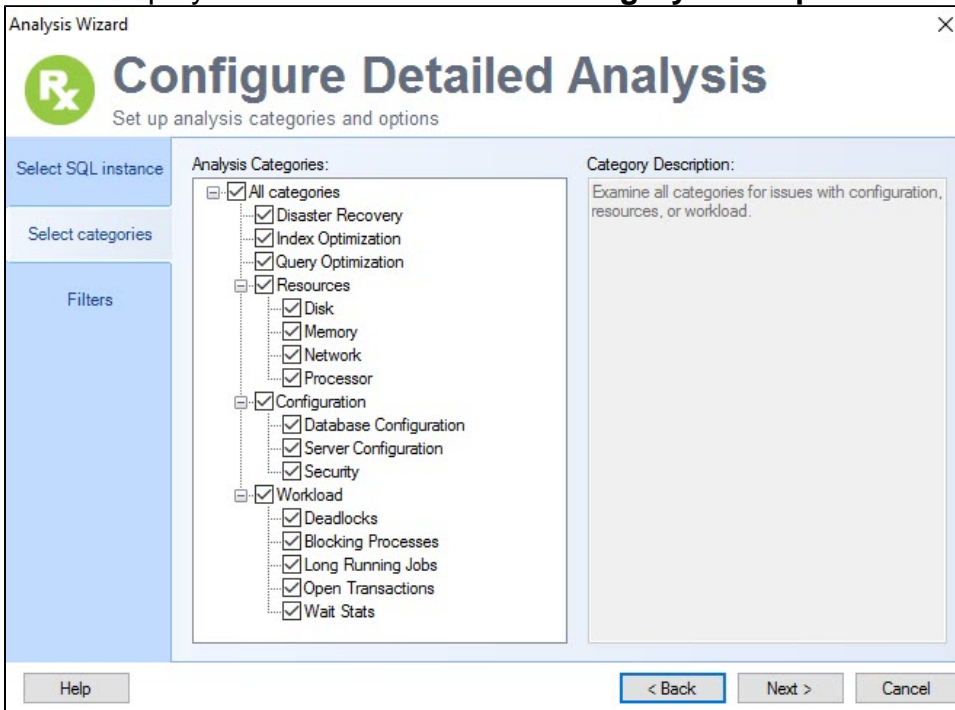 Analysis Wizard
Rx
Configure Detailed Analysis
Set up analysis categories and options
Select SQL instance
Select categories
Filters
Analysis Categories:
All categories
Disaster Recovery
Index Optimization
Query Optimization
Resources
Disk
Memory
Network
Processor
Configuration
Database Configuration
Server Configuration
Security
Workload
Deadlocks
Blocking Processes
Long Running Jobs
Open Transactions
Wait Stats
Category Description:
Examine all categories for issues with configuration,
resources, or workload.
Help
< Back
Next >
Cancel